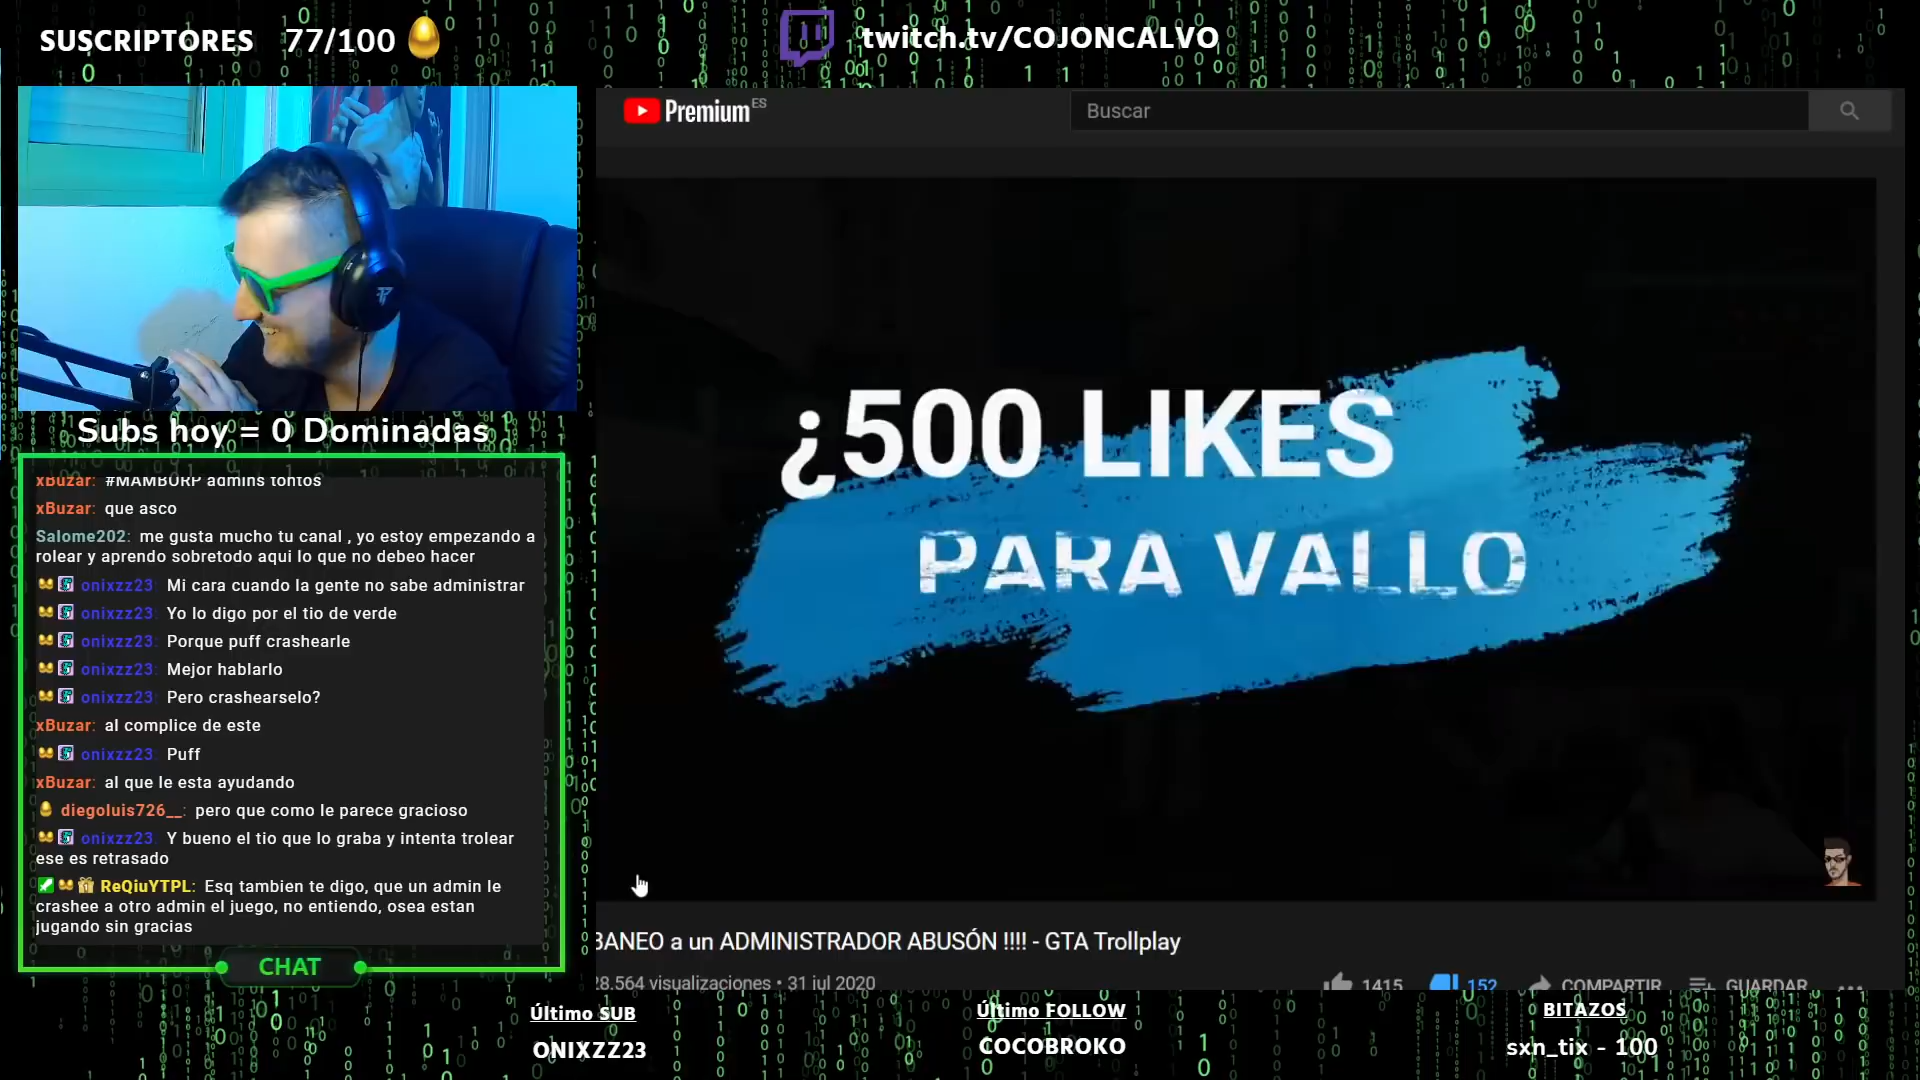 SUSCRIPTORES 77/100
twitch.tv/COJONCALVO
Premium ES
Buscar
¿500 LIKES
PARA VALLO
Subs hoy = 0 Dominadas
xBuzar: #MAMBORP admins tontos
xBuzar: que asco
Salome202: me gusta mucho tu canal , yo estoy empezando a
rolear y aprendo sobretodo aqui lo que no debeo hacer
onixzz23: Mi cara cuando la gente no sabe administrar
onixzz23: Yo lo digo por el tio de verde
onixzz23: Porque puff crashearle
onixzz23: Mejor hablarlo
onixzz23: Pero crashearselo?
xBuzar: al complice de este
onixzz23: Puff
xBuzar: al que le esta ayudando
diegoluis726__: pero que como le parece gracioso
onixzz23: Y bueno el tio que lo graba y intenta trolear
ese es retrasado
ReQiuYTPL: Esq tambien te digo, que un admin le
crashee a otro admin el juego, no entiendo, osea estan
jugando sin gracias
CHAT
BANEO a un ADMINISTRADOR ABUSÓN !!!! - GTA Trollplay
28.564 visualizaciones • 31 jul 2020
1415 152 COMPARTIR GUARDAR
Último SUB
ONIXZZ23
Último FOLLOW
COCOBROKO
BITAZOS
sxn_tix - 100